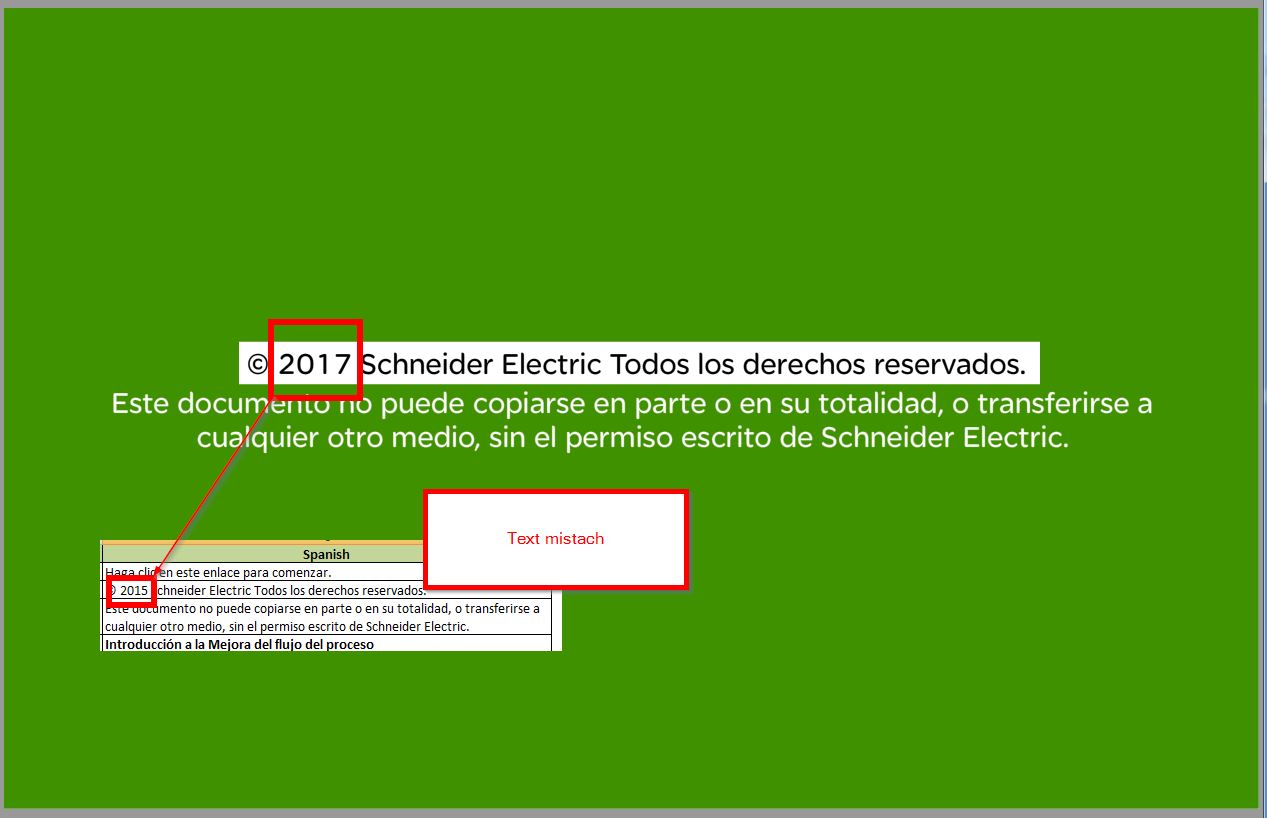 © 2017 Schneider Electric Todos los derechos reservados.
Este documento no puede copiarse en parte o en su totalidad, o transferirse a
cualquier otro medio, sin el permiso escrito de Schneider Electric.
Text mistach
Spanish
Haga clic en este enlace para comenzar.
© 2015 Schneider Electric Todos los derechos reservados.
Este documento no puede copiarse en parte o en su totalidad, o transferirse a
cualquier otro medio, sin el permiso escrito de Schneider Electric.
Introducción a la Mejora del flujo del proceso